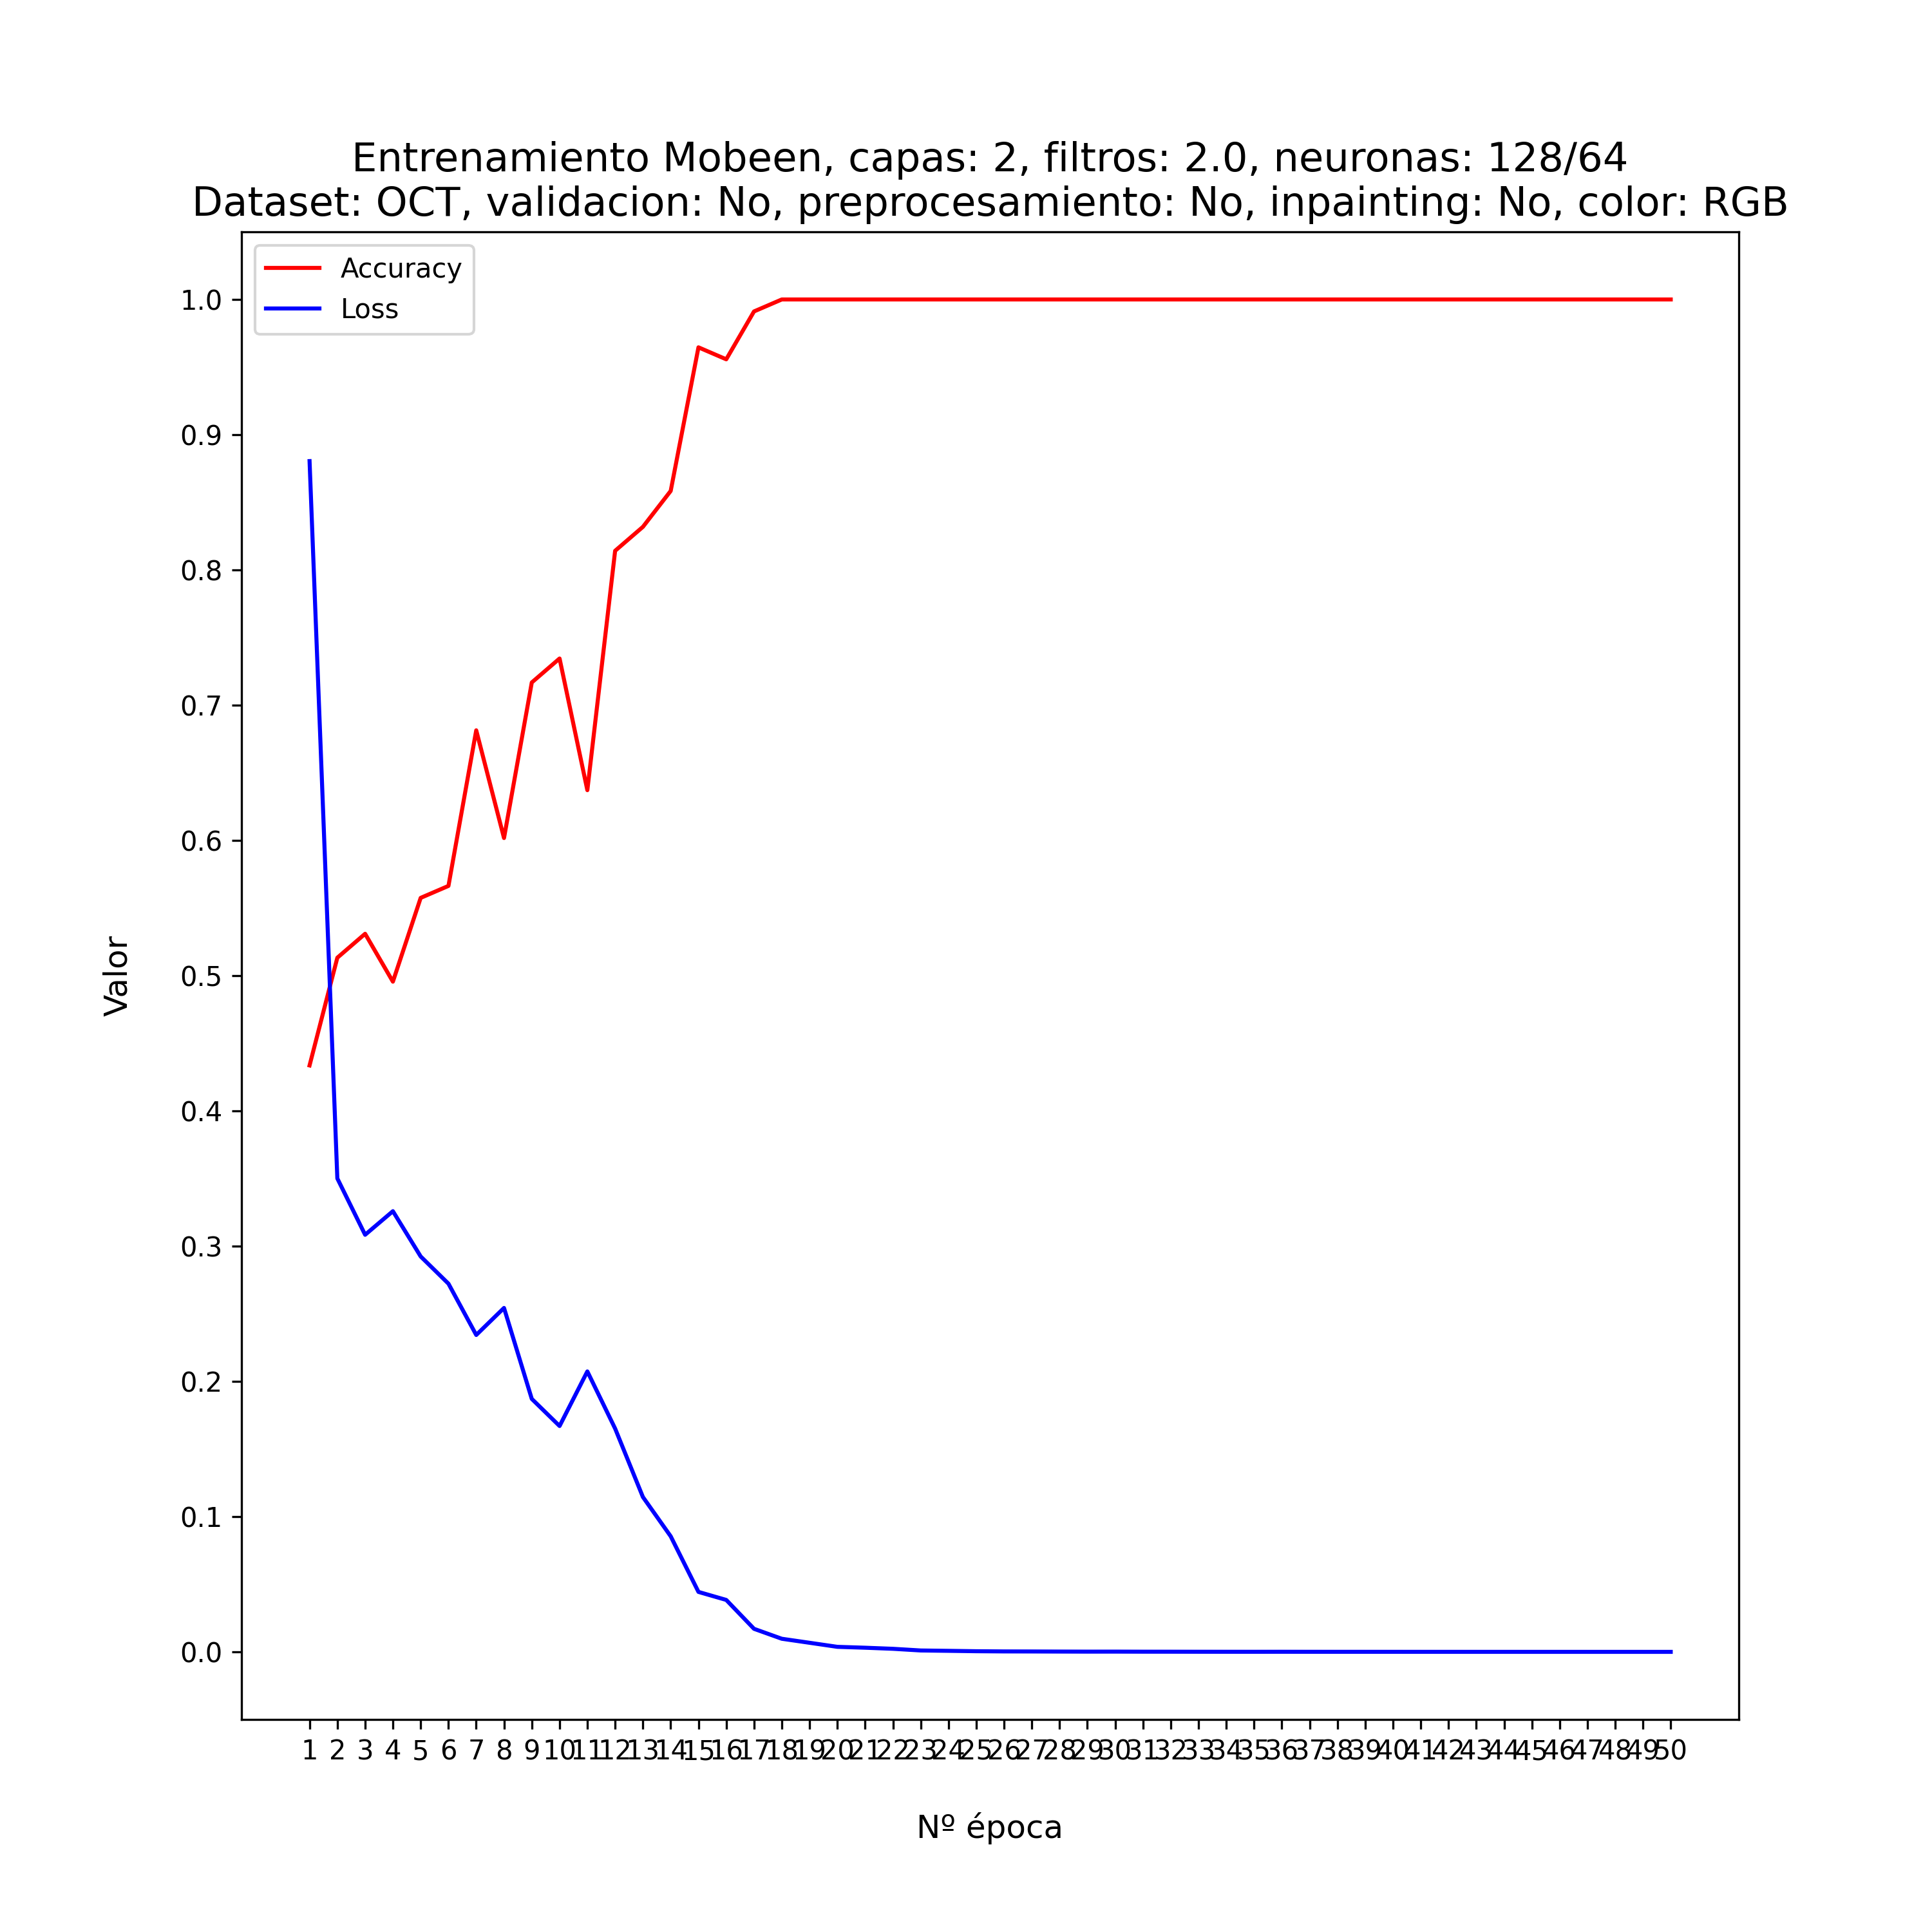 Entrenamiento Mobeen, capas: 2, filtros: 2.0, neuronas: 128/64
Dataset: OCT, validacion: No, preprocesamiento: No, inpainting: No, color: RGB
Accuracy
Loss
1.0
0.9
0.8
0.7
0.6
0.5
0.4
0.3
0.2
0.1
0.0
Valor
1 2 3 4 5 6 7 8 9 10 11 12 13 14 15 16 17 18 19 20 21 22 23 24 25 26 27 28 29 30 31 32 33 34 35 36 37 38 39 40 41 42 43 44 45 46 47 48 49 50
Nº época